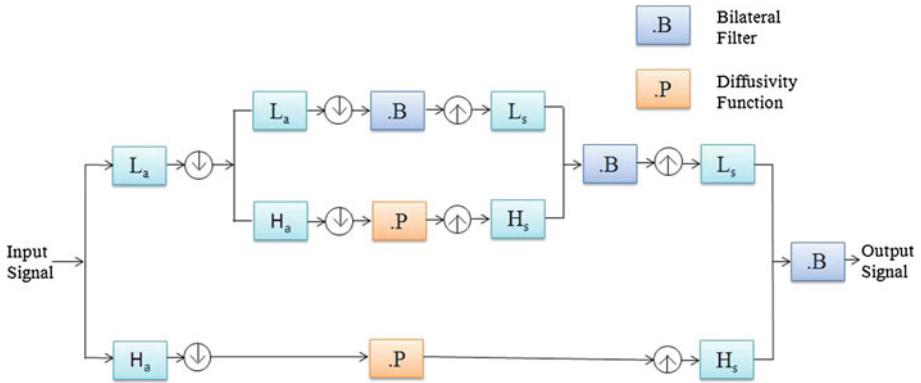 .B
Bilateral
Filter
.P
Diffusivity
Function
La
.B
Ls
La
.B
Ls
Ha
.P
Hs
Input
Signal
.B
Output
Signal
Ha
.P
Hs